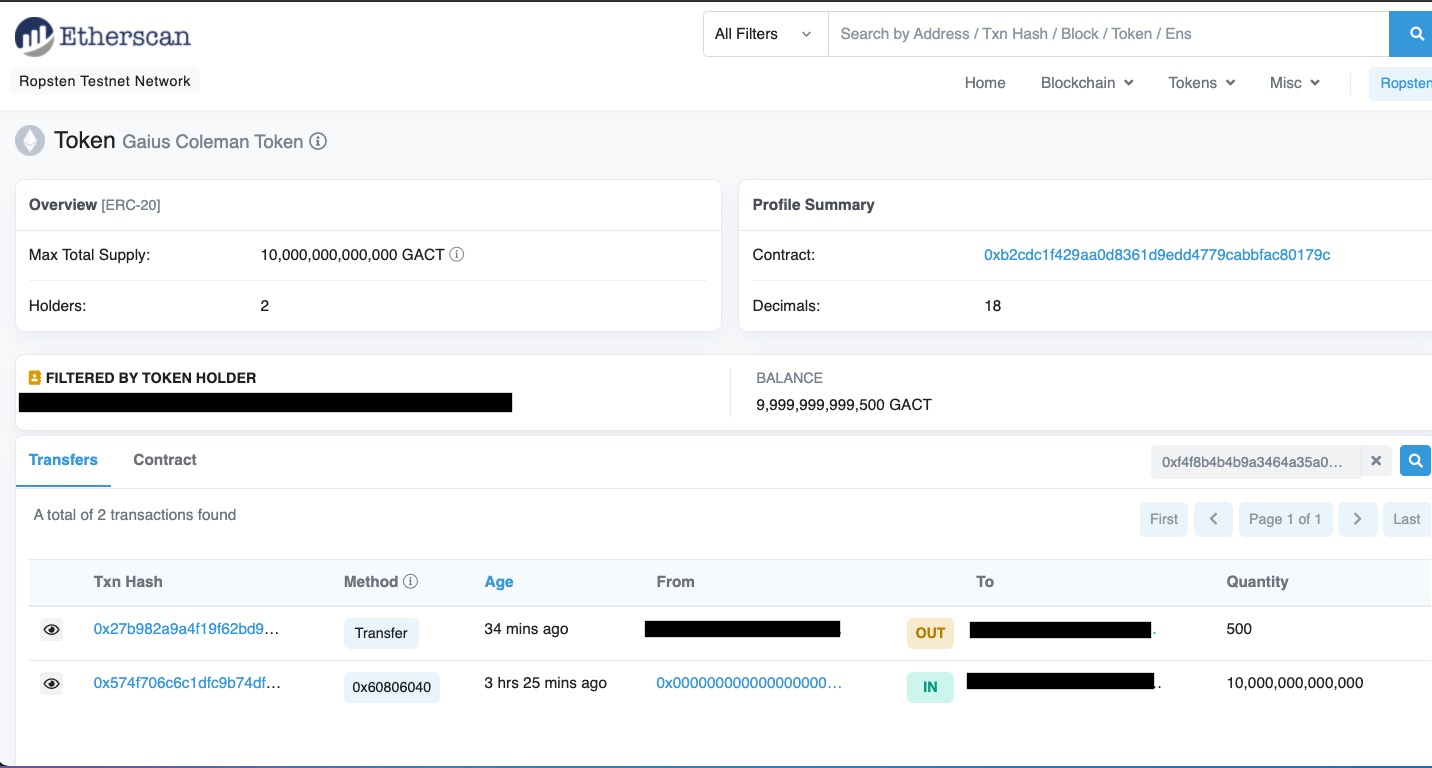 Etherscan
All Filters Search by Address / Txn Hash / Block / Token / Ens
Ropsten Testnet Network
Home Blockchain Tokens Misc Ropsten
Token Gaius Coleman Token
Overview [ERC-20]
Max Total Supply: 10,000,000,000,000 GACT
Holders: 2
Profile Summary
Contract: 0xb2cdc1f429aa0d8361d9edd4779cabbfac80179c
Decimals: 18
FILTERED BY TOKEN HOLDER
BALANCE
9,999,999,999,500 GACT
Transfers Contract
0xf4f8b4b4b9a3464a35a0...
A total of 2 transactions found
First Page 1 of 1 Last
Txn Hash Method Age From To Quantity
0x27b982a9a4f19f62bd9... Transfer 34 mins ago OUT 500
0x574f706c6c1dfc9b74df... 0x60806040 3 hrs 25 mins ago 0x000000000000000000... IN 10,000,000,000,000